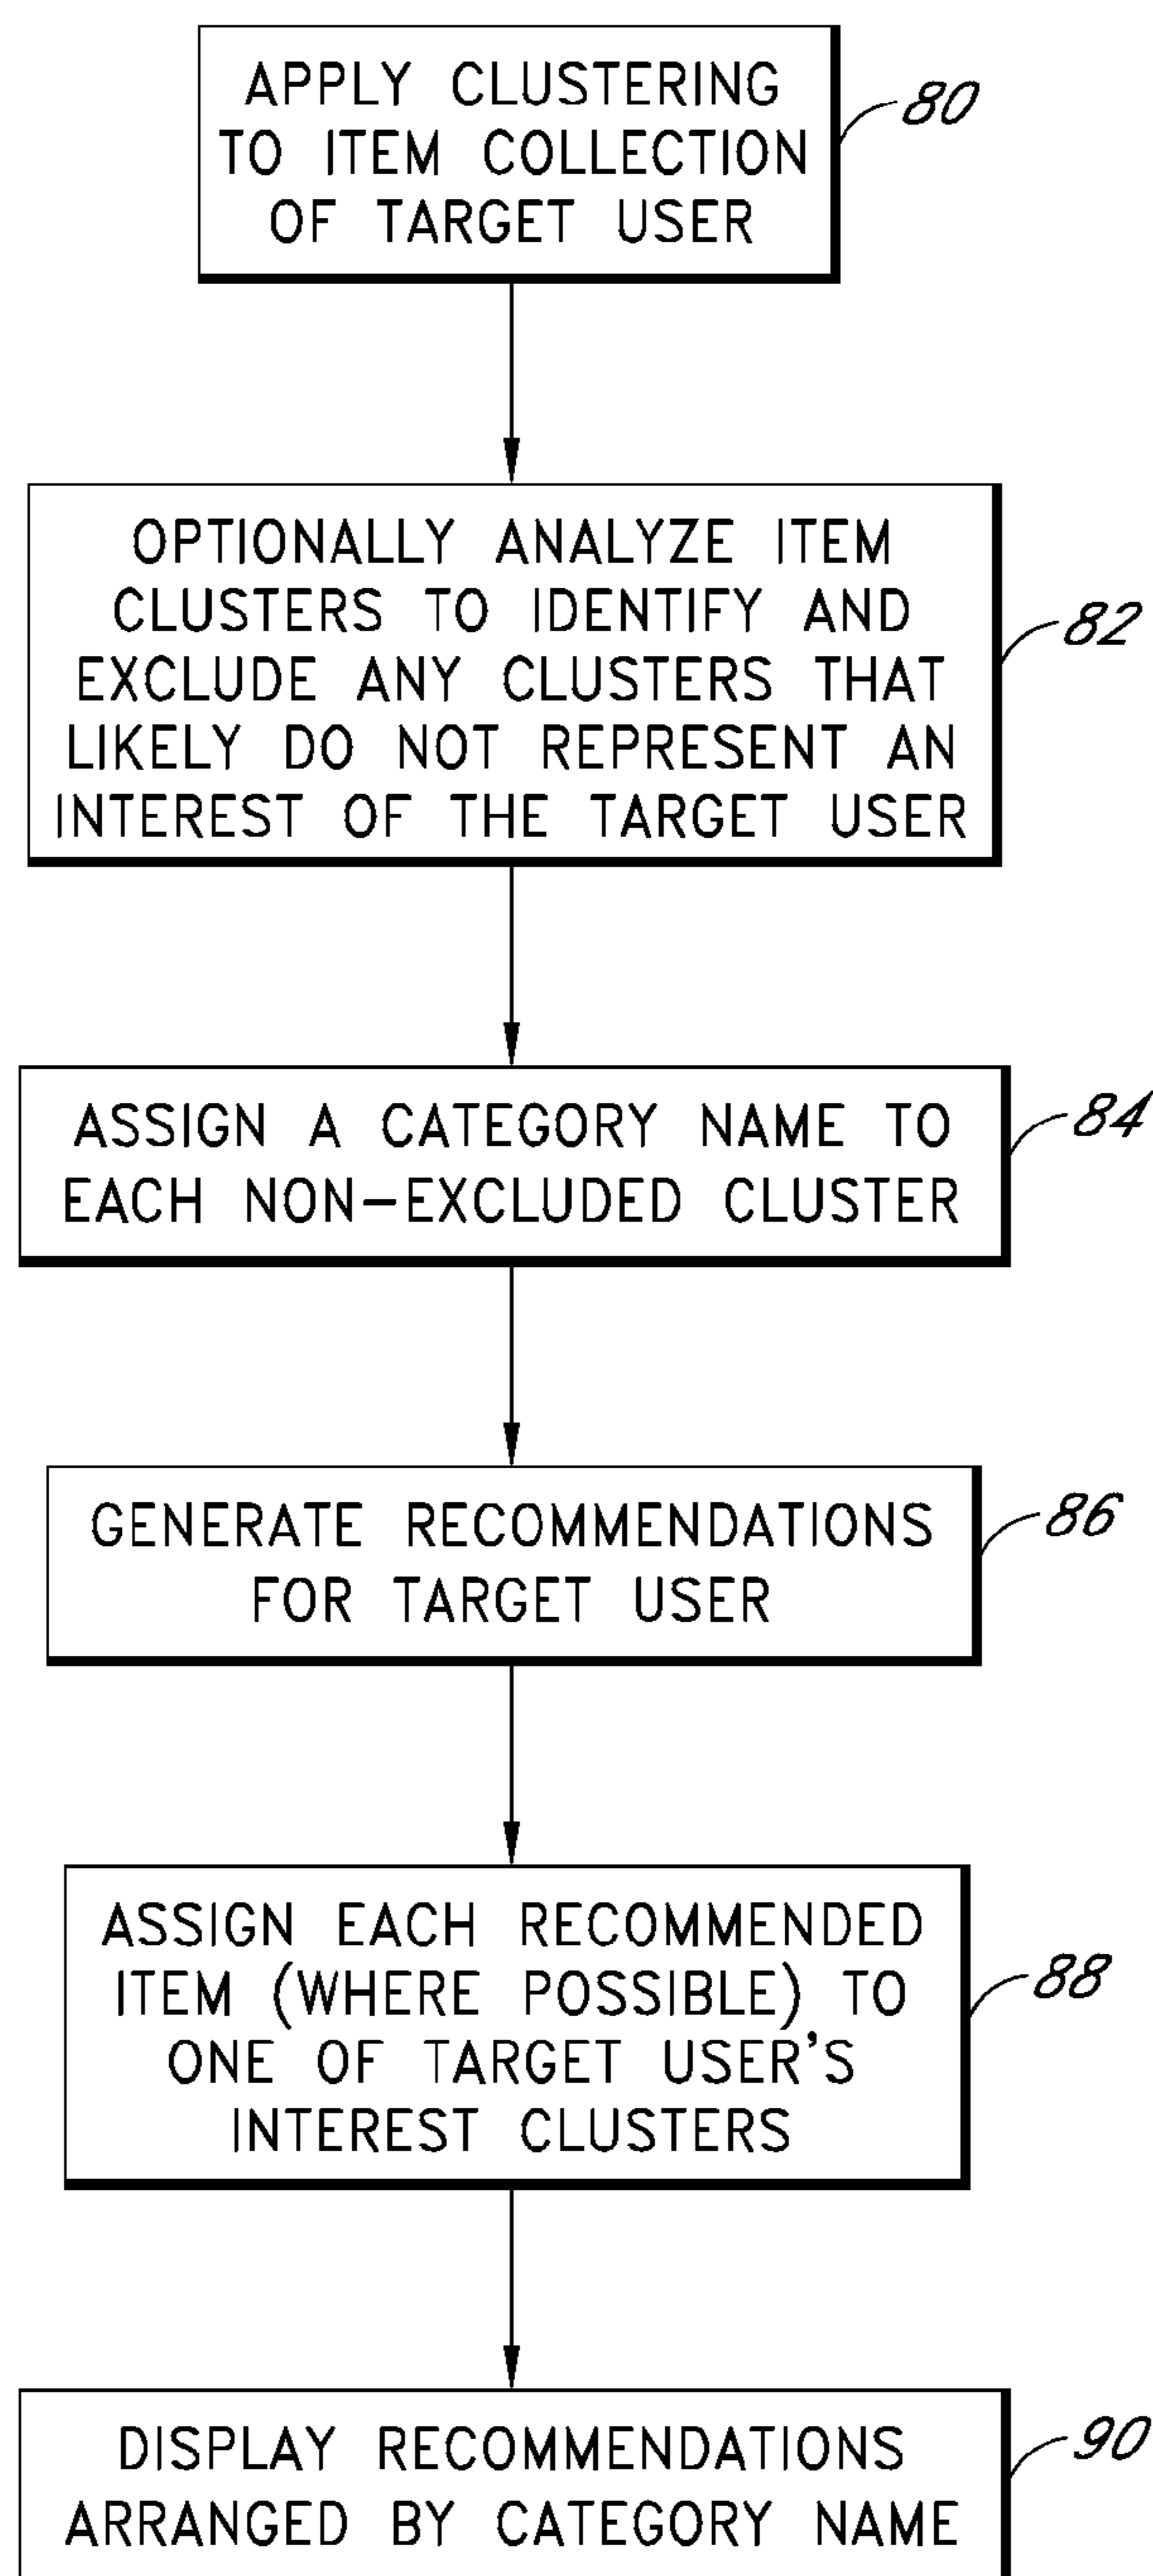 APPLY CLUSTERING
TO ITEM COLLECTION
OF TARGET USER
80
OPTIONALLY ANALYZE ITEM
CLUSTERS TO IDENTIFY AND
EXCLUDE ANY CLUSTERS THAT
LIKELY DO NOT REPRESENT AN
INTEREST OF THE TARGET USER
82
ASSIGN A CATEGORY NAME TO
EACH NON-EXCLUDED CLUSTER
84
GENERATE RECOMMENDATIONS
FOR TARGET USER
86
ASSIGN EACH RECOMMENDED
ITEM (WHERE POSSIBLE) TO
ONE OF TARGET USER'S
INTEREST CLUSTERS
88
DISPLAY RECOMMENDATIONS
ARRANGED BY CATEGORY NAME
90